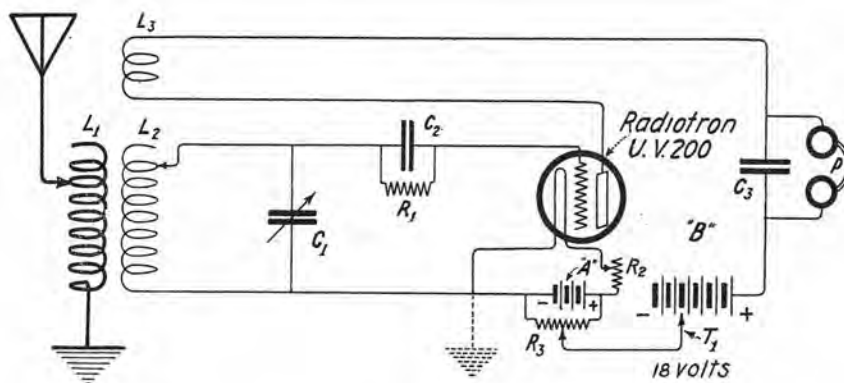 L3
L1
L2
C2
R1
C1
Radiotron
U.V.200
C3
P
"B"
"A"
R2
- +
R3
- +
T1
18 volts